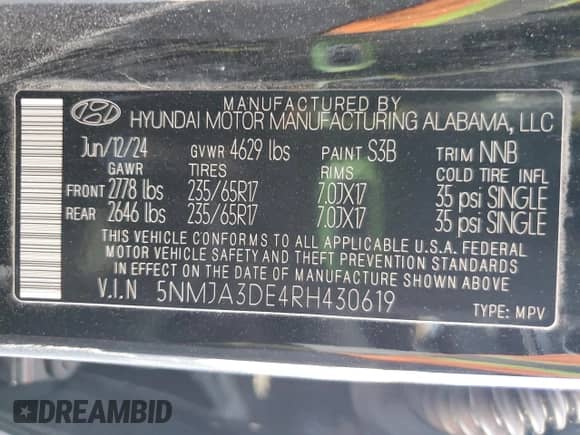 MANUFACTURED BY
HYUNDAI MOTOR MANUFACTURING ALABAMA, LLC
Jun/12/24 GVWR 4629 lbs PAINT S3B TRIM NNB
GAWR TIRES RIMS COLD TIRE INFL
FRONT 2778 lbs 235/65R17 7.0JX17 35 psi SINGLE
REAR 2646 lbs 235/65R17 7.0JX17 35 psi SINGLE
THIS VEHICLE CONFORMS TO ALL APPLICABLE U.S.A. FEDERAL
MOTOR VEHICLE SAFETY AND THEFT PREVENTION STANDARDS
IN EFFECT ON THE DATE OF MANUFACTURE SHOWN ABOVE
V.I.N 5NMJA3DE4RH430619 TYPE: MPV
DREAMBID